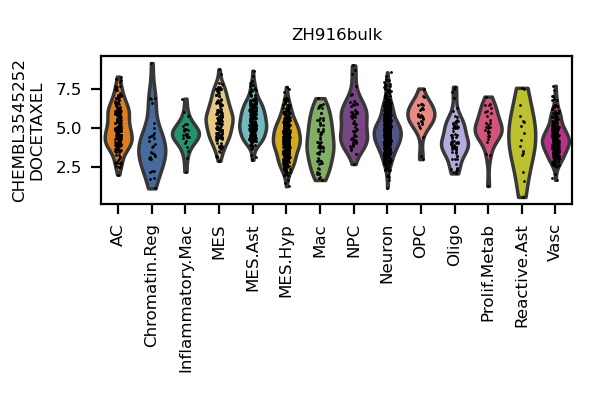 ZH916bulk
CHEMBL3545252
DOCETAXEL
7.5
5.0
2.5
AC
Chromatin.Reg
Inflammatory.Mac
MES
MES.Ast
MES.Hyp
Mac
NPC
Neuron
OPC
Oligo
Prolif.Metab
Reactive.Ast
Vasc